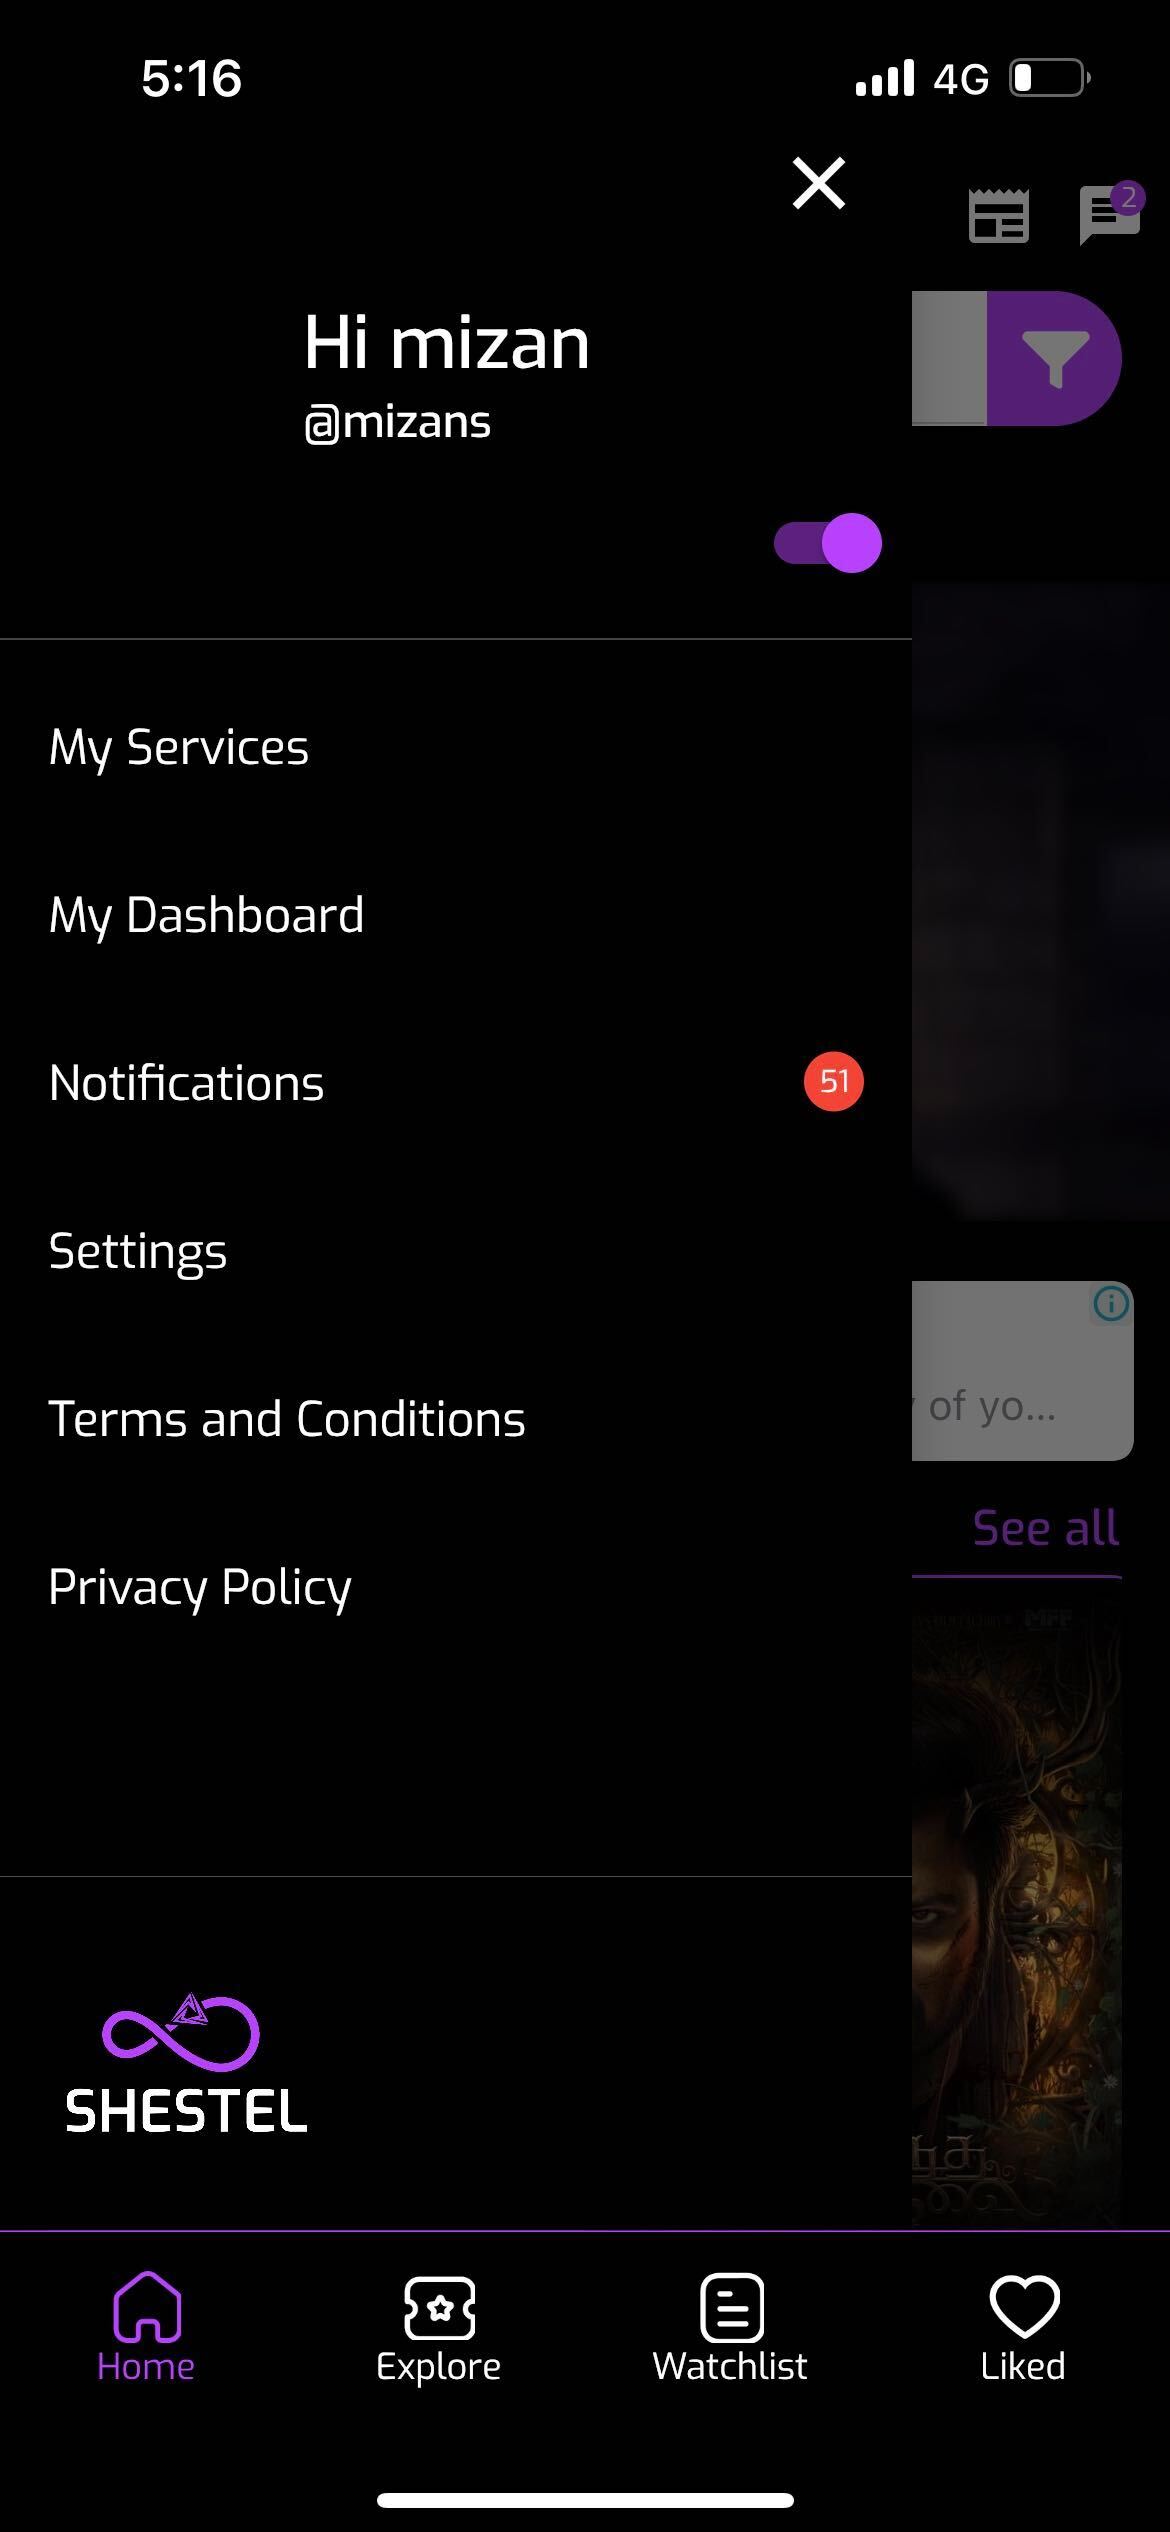 5:16
4G
2
Hi mizan
@mizans
My Services
My Dashboard
Notifications
51
Settings
Terms and Conditions
of yo...
See all
Privacy Policy
MFF
SHESTEL
Home
Explore
Watchlist
Liked